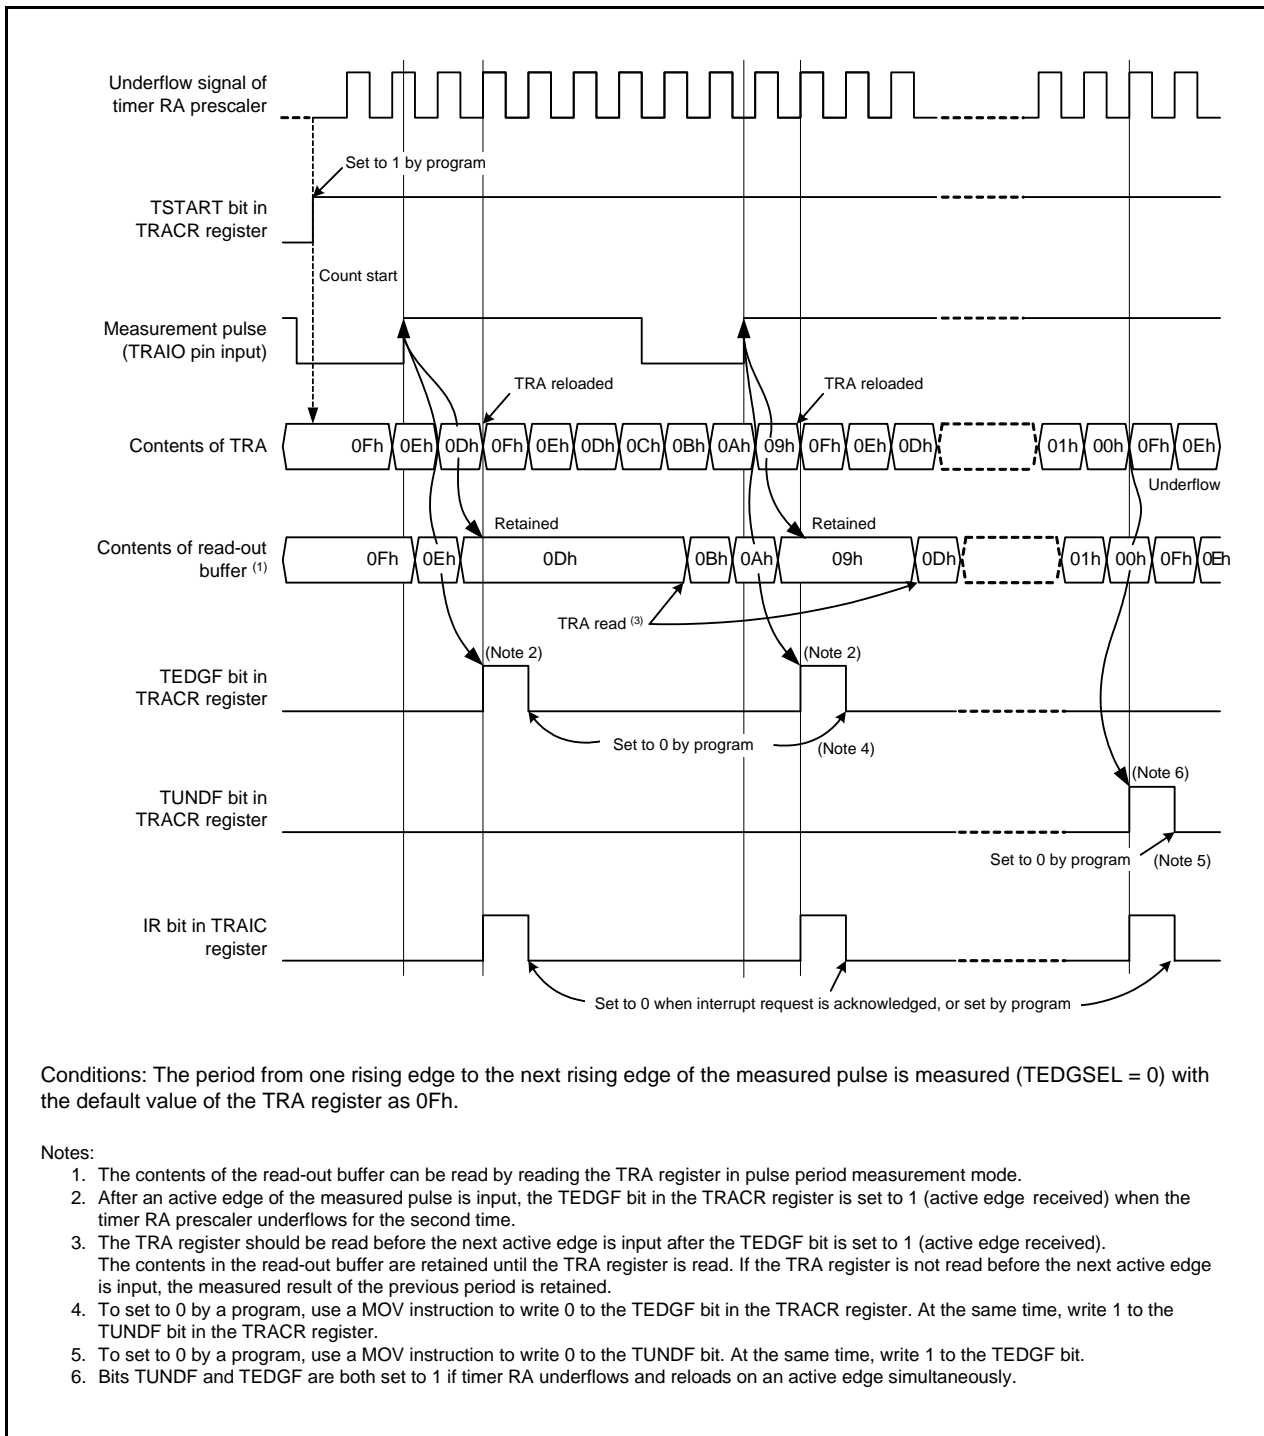 Underflow signal of
timer RA prescaler
Set to 1 by program
TSTART bit in
TRACR register
Count start
Measurement pulse
(TRAIO pin input)
TRA reloaded
TRA reloaded
Contents of TRA
0Fh 0Eh 0Dh 0Fh 0Eh 0Dh 0Ch 0Bh 0Ah 09h 0Fh 0Eh 0Dh 01h 00h 0Fh 0Eh
Underflow
Retained
Retained
Contents of read-out
buffer (1)
0Fh 0Eh 0Dh 0Bh 0Ah 09h 0Dh 01h 00h 0Fh 0Eh
TRA read (3)
TEDGF bit in
TRACR register
(Note 2)
(Note 2)
Set to 0 by program
(Note 4)
TUNDF bit in
TRACR register
(Note 6)
Set to 0 by program
(Note 5)
IR bit in TRAIC
register
Set to 0 when interrupt request is acknowledged, or set by program
Conditions: The period from one rising edge to the next rising edge of the measured pulse is measured (TEDGSEL = 0) with
the default value of the TRA register as 0Fh.
Notes:
1. The contents of the read-out buffer can be read by reading the TRA register in pulse period measurement mode.
2. After an active edge of the measured pulse is input, the TEDGF bit in the TRACR register is set to 1 (active edge received) when the
timer RA prescaler underflows for the second time.
3. The TRA register should be read before the next active edge is input after the TEDGF bit is set to 1 (active edge received).
The contents in the read-out buffer are retained until the TRA register is read. If the TRA register is not read before the next active edge
is input, the measured result of the previous period is retained.
4. To set to 0 by a program, use a MOV instruction to write 0 to the TEDGF bit in the TRACR register. At the same time, write 1 to the
TUNDF bit in the TRACR register.
5. To set to 0 by a program, use a MOV instruction to write 0 to the TUNDF bit. At the same time, write 1 to the TEDGF bit.
6. Bits TUNDF and TEDGF are both set to 1 if timer RA underflows and reloads on an active edge simultaneously.